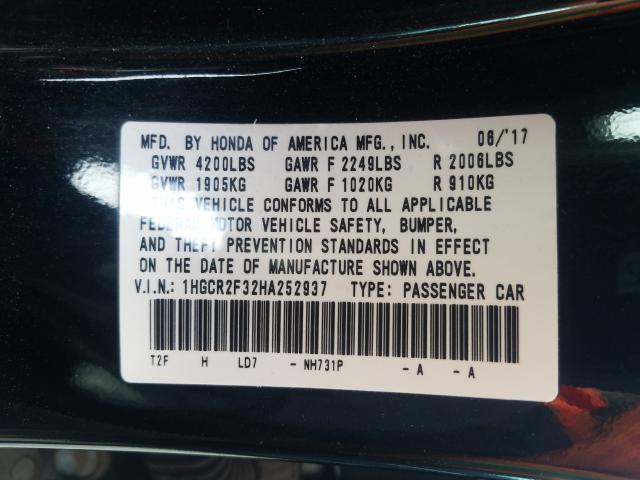 MFD. BY HONDA OF AMERICA MFG., INC. 06/'17
GVWR 4200LBS GAWR F 2249LBS R 2006LBS
GVWR 1905KG GAWR F 1020KG R 910KG
THIS VEHICLE CONFORMS TO ALL APPLICABLE
FEDERAL MOTOR VEHICLE SAFETY, BUMPER,
AND THEFT PREVENTION STANDARDS IN EFFECT
ON THE DATE OF MANUFACTURE SHOWN ABOVE.
V.I.N.: 1HGCR2F32HA252937 TYPE: PASSENGER CAR
T2F H LD7 - NH731P - A - A